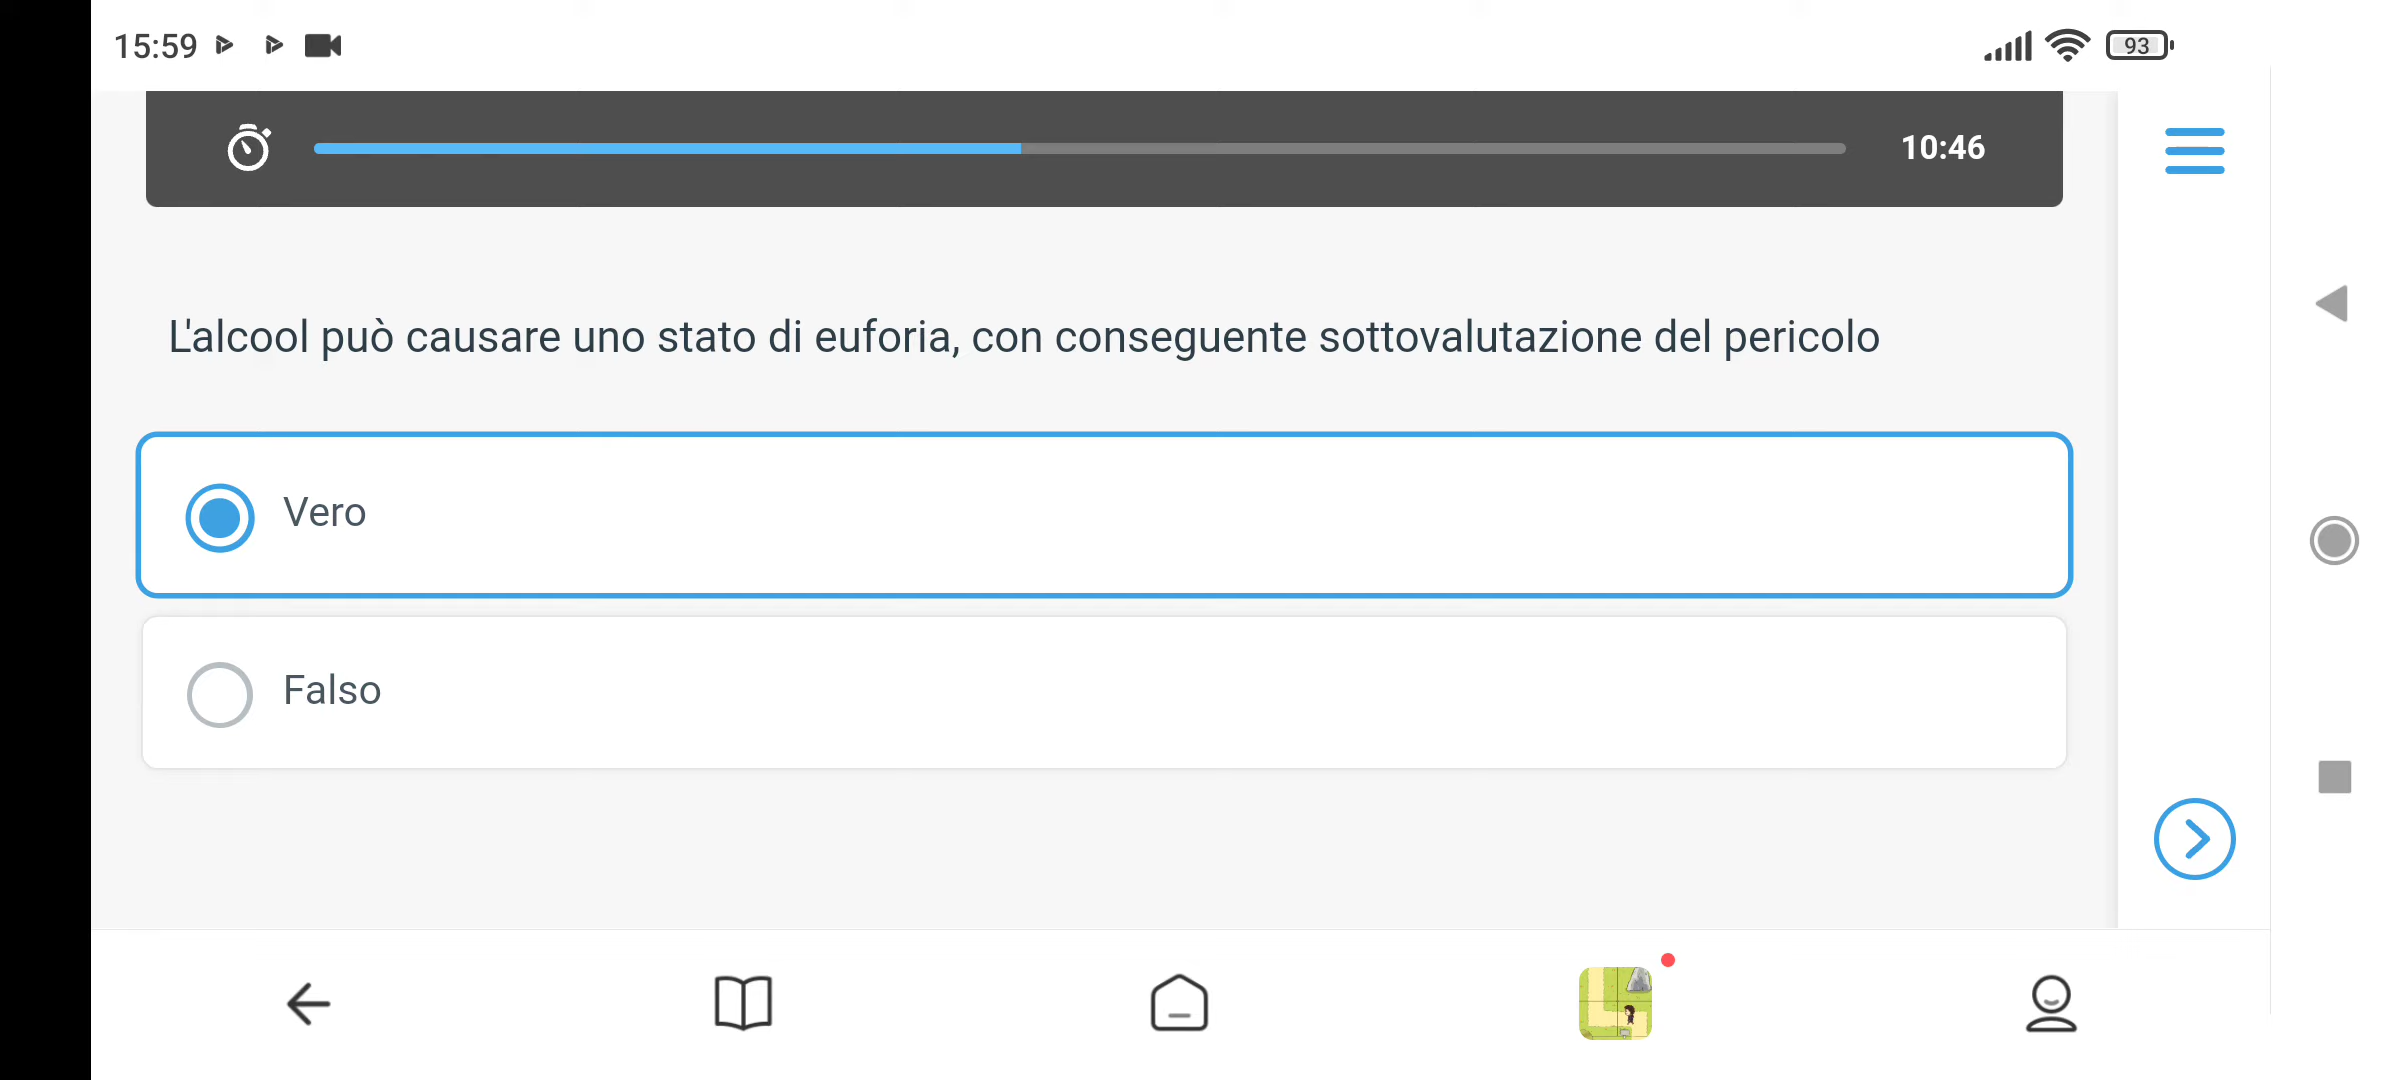 15:59
93
10:46
L'alcool può causare uno stato di euforia, con conseguente sottovalutazione del pericolo
Vero
Falso